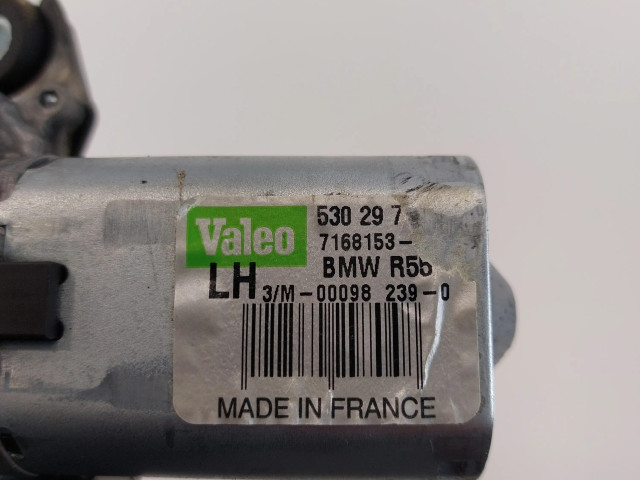 Valeo 530 29 7
7168153-
LH BMW R56
3/M-00098 239-0
MADE IN FRANCE